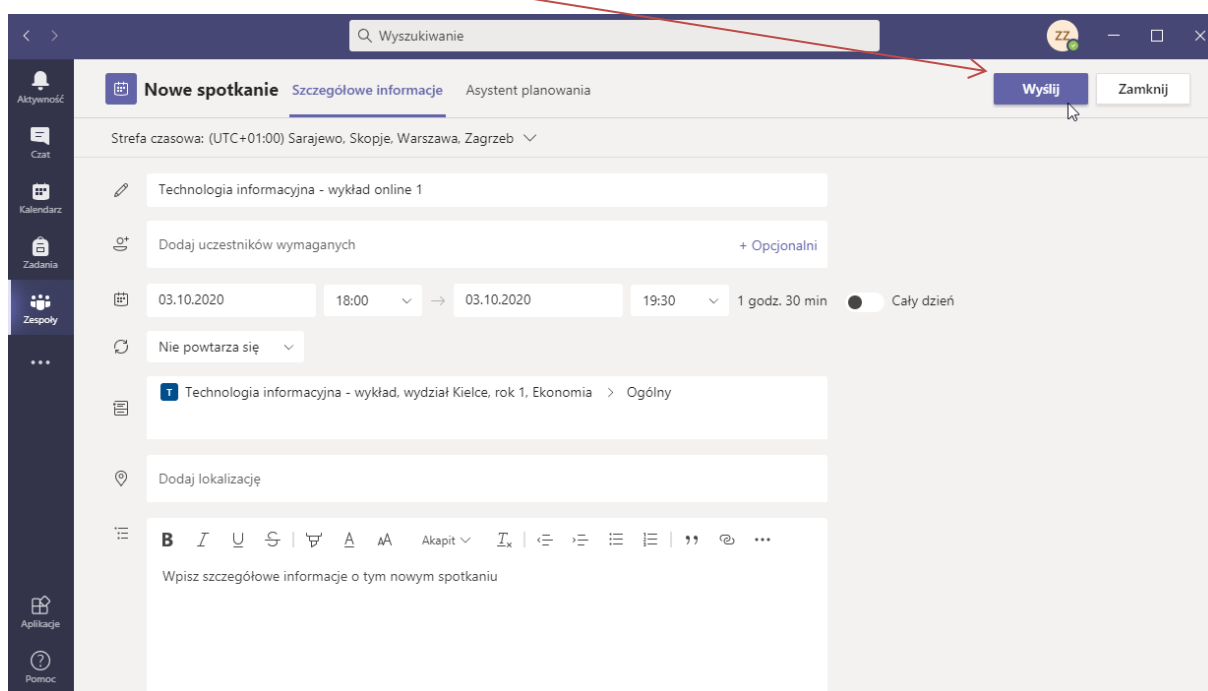 Wyszukiwanie
ZZ
Aktywność
Czat
Kalendarz
Zadania
Zespoły
Aplikacje
Pomoc
Nowe spotkanie Szczegółowe informacje Asystent planowania
Wyślij Zamknij
Strefa czasowa: (UTC+01:00) Sarajewo, Skopje, Warszawa, Zagrzeb
Technologia informacyjna - wykład online 1
Dodaj uczestników wymaganych + Opcjonalni
03.10.2020 18:00 → 03.10.2020 19:30 1 godz. 30 min Cały dzień
Nie powtarza się
T Technologia informacyjna - wykład, wydział Kielce, rok 1, Ekonomia > Ogólny
Dodaj lokalizację
B I U S A AA Akapit Tx
Wpisz szczegółowe informacje o tym nowym spotkaniu